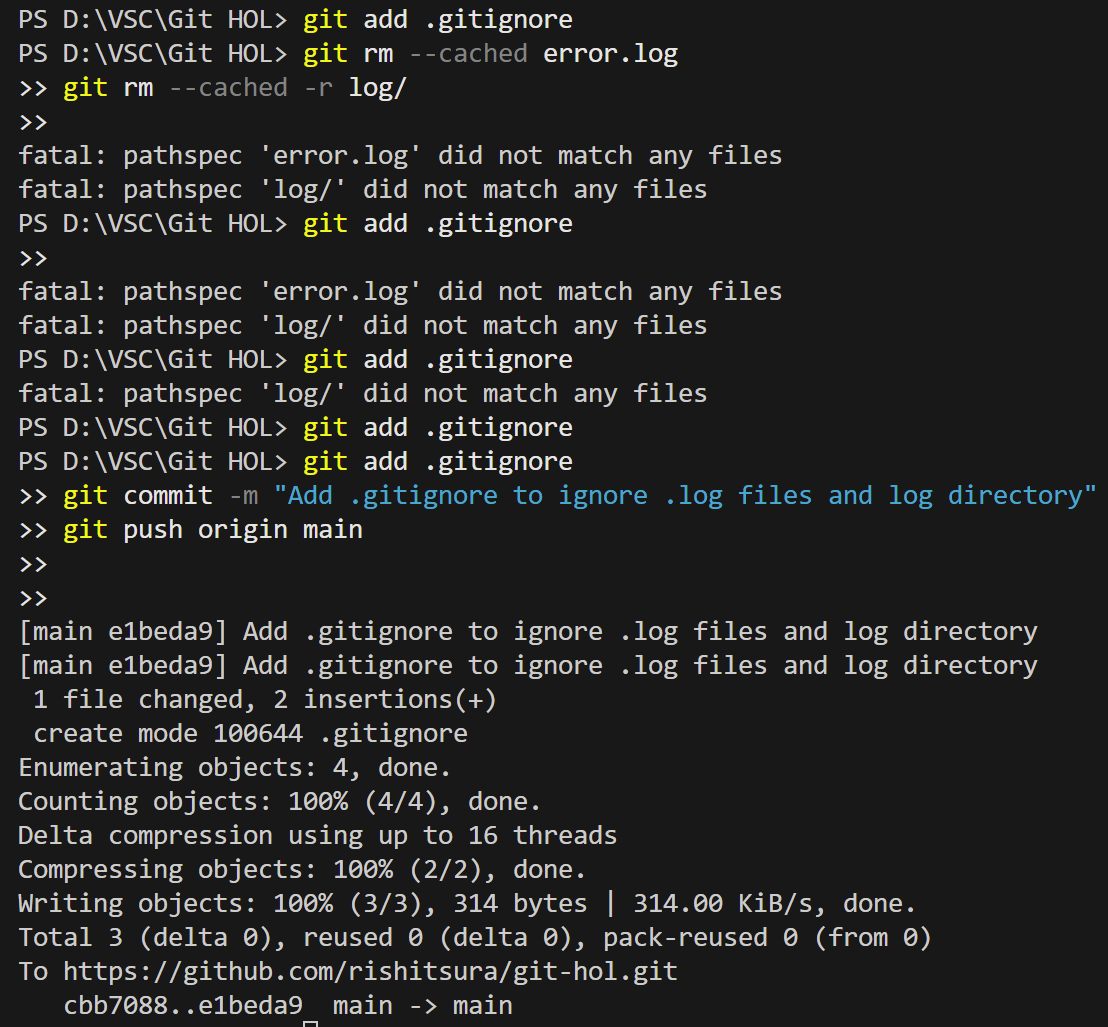 PS D:\VSC\Git HOL> git add .gitignore
PS D:\VSC\Git HOL> git rm --cached error.log
>> git rm --cached -r log/
>>
fatal: pathspec 'error.log' did not match any files
fatal: pathspec 'log/' did not match any files
PS D:\VSC\Git HOL> git add .gitignore
>>
fatal: pathspec 'error.log' did not match any files
fatal: pathspec 'log/' did not match any files
PS D:\VSC\Git HOL> git add .gitignore
fatal: pathspec 'log/' did not match any files
PS D:\VSC\Git HOL> git add .gitignore
PS D:\VSC\Git HOL> git add .gitignore
>> git commit -m "Add .gitignore to ignore .log files and log directory"
>> git push origin main
>>
>>
[main e1beda9] Add .gitignore to ignore .log files and log directory
[main e1beda9] Add .gitignore to ignore .log files and log directory
 1 file changed, 2 insertions(+)
 create mode 100644 .gitignore
Enumerating objects: 4, done.
Counting objects: 100% (4/4), done.
Delta compression using up to 16 threads
Compressing objects: 100% (2/2), done.
Writing objects: 100% (3/3), 314 bytes | 314.00 KiB/s, done.
Total 3 (delta 0), reused 0 (delta 0), pack-reused 0 (from 0)
To https://github.com/rishitsura/git-hol.git
   cbb7088..e1beda9  main -> main